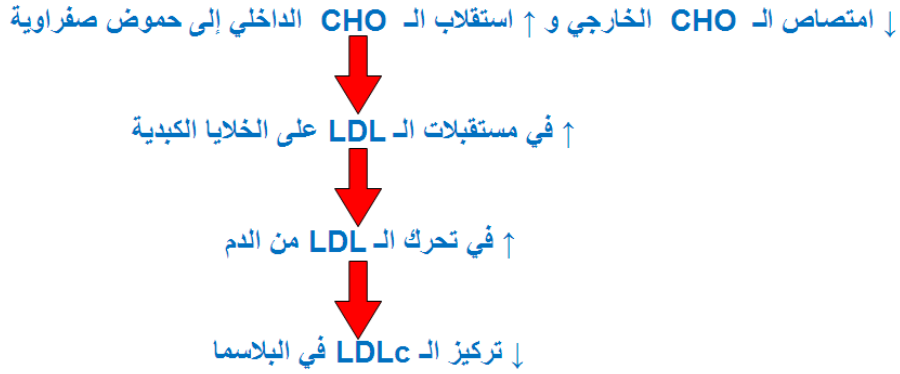 ↓ امتصاص الـ CHO الخارجي و ↑ استقلاب الـ CHO الداخلي إلى حموض صفراوية
↑ في مستقبلات الـ LDL على الخلايا الكبدية
↑ في تحرك الـ LDL من الدم
↓ تركيز الـ LDLc في البلاسما